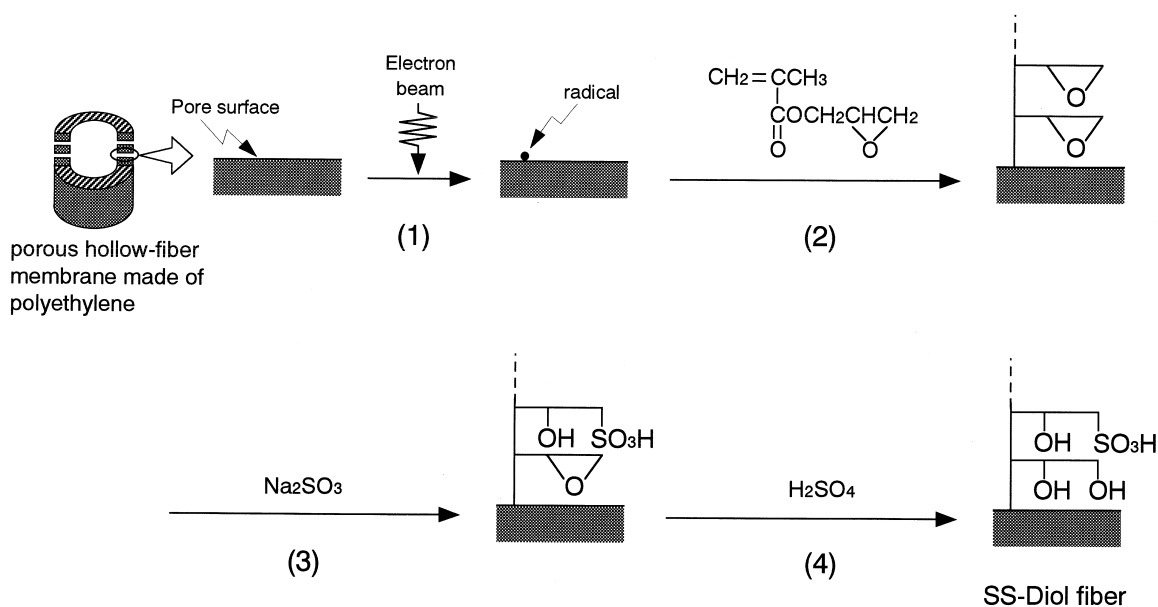 Electron
beam
Pore surface
radical
CH2=CCH3
COCH2CHCH2
O
O
O
O
(1)
(2)
porous hollow-fiber
membrane made of
polyethylene
OH
SO3H
O
Na2SO3
(3)
H2SO4
(4)
OH
SO3H
OH
OH
SS-Diol fiber